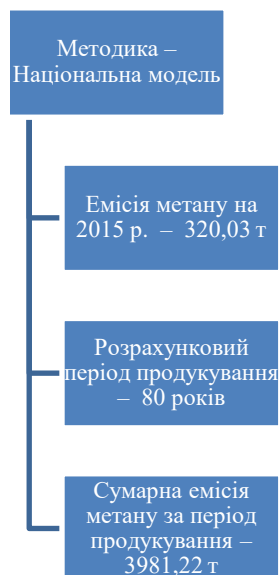 Методика –
Національна модель
Емісія метану на
2015 р. – 320,03 т
Розрахунковий
період продукування
– 80 років
Сумарна емісія
метану за період
продукування –
3981,22 т